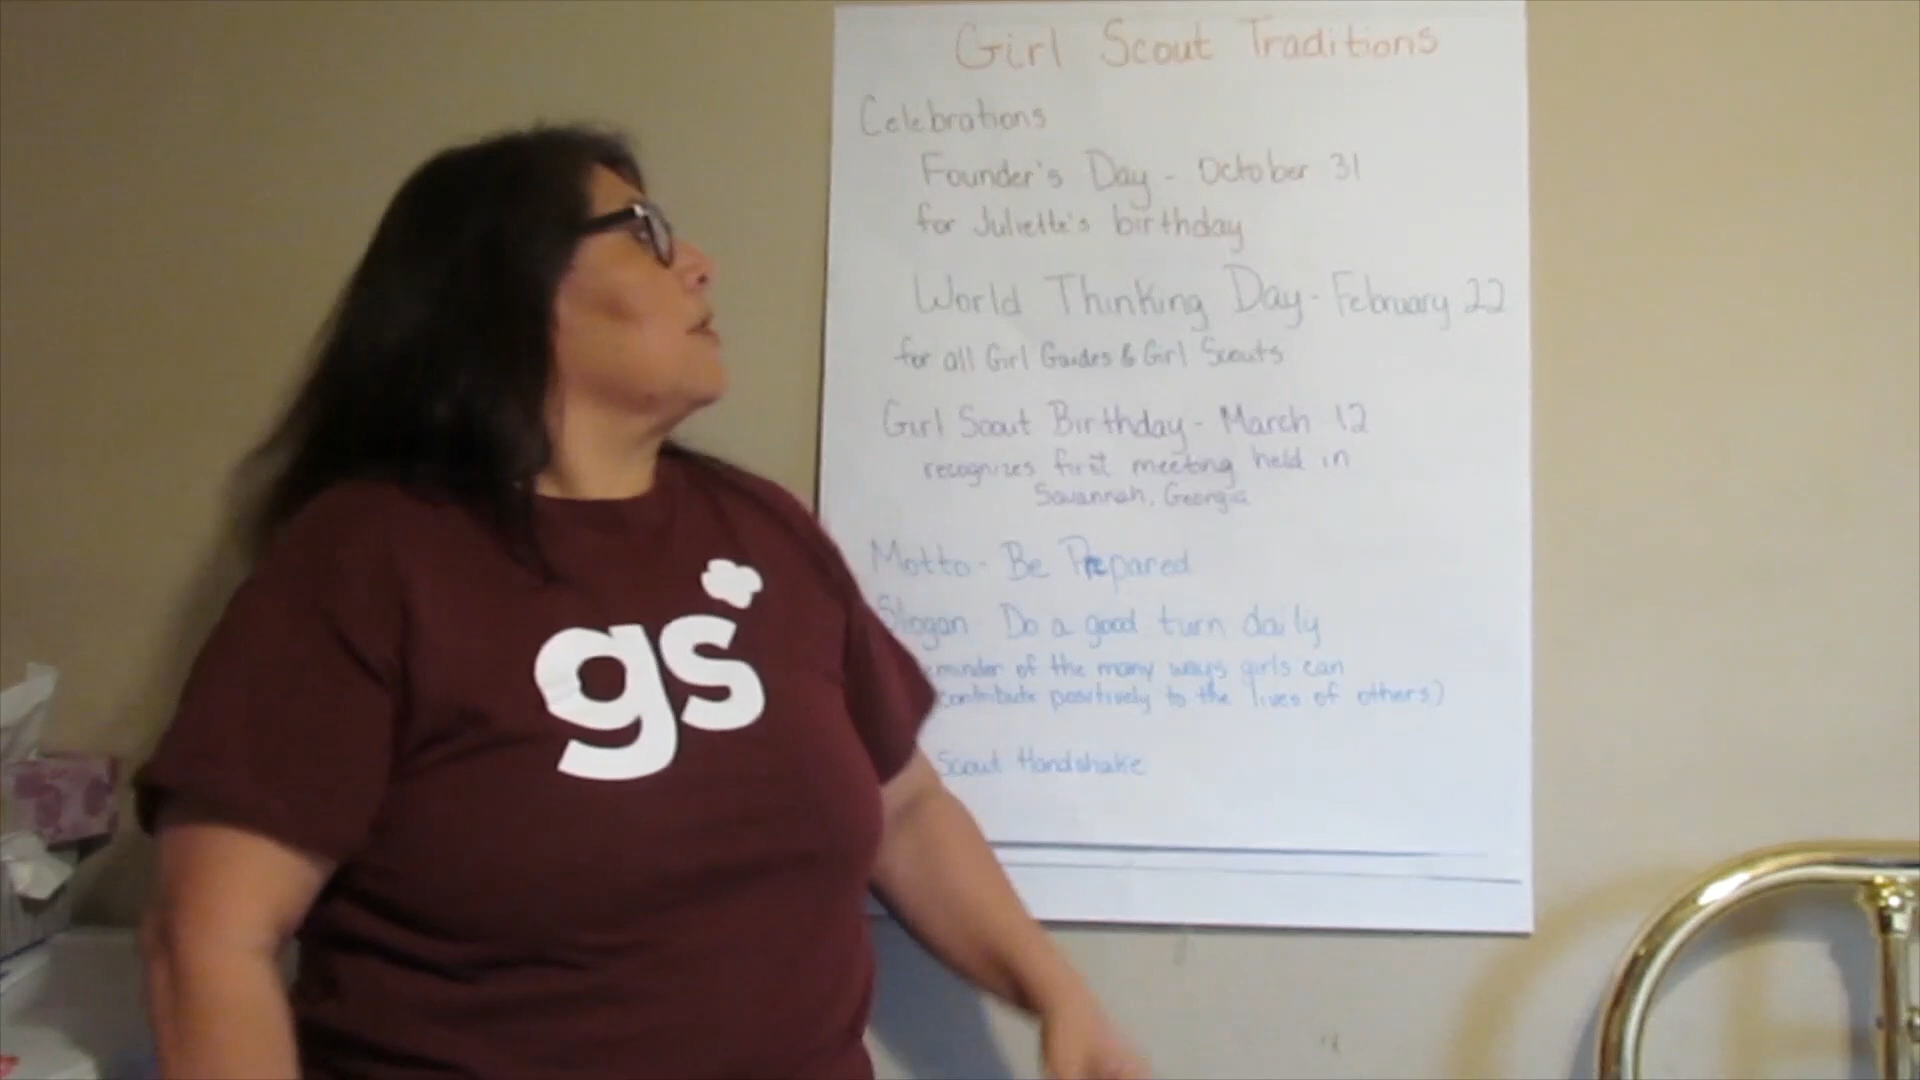 Girl Scout Traditions
Celebrations
Founder's Day - October 31
for Juliette's birthday
World Thinking Day - February 22
for all Girl Guides & Girl Scouts
Girl Scout Birthday - March 12
recognizes first meeting held in
Savannah, Georgia
Motto - Be Prepared
Slogan Do a good turn daily
of the many ways girls can
contribute positively to the lives of others)
Scout Handshake
gs